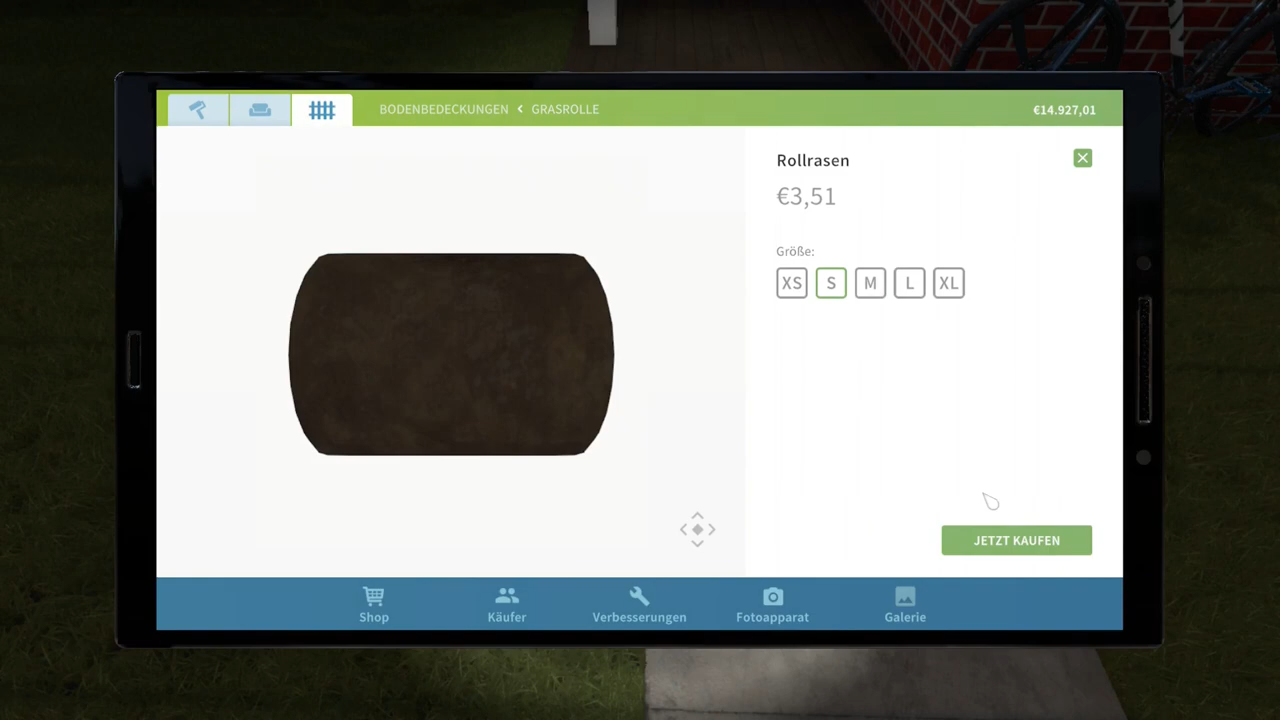 BODENBEDECKUNGEN < GRASROLLE
€14.927,01
Rollrasen
€3,51
Größe:
XS S M L XL
JETZT KAUFEN
Shop Käufer Verbesserungen Fotoapparat Galerie